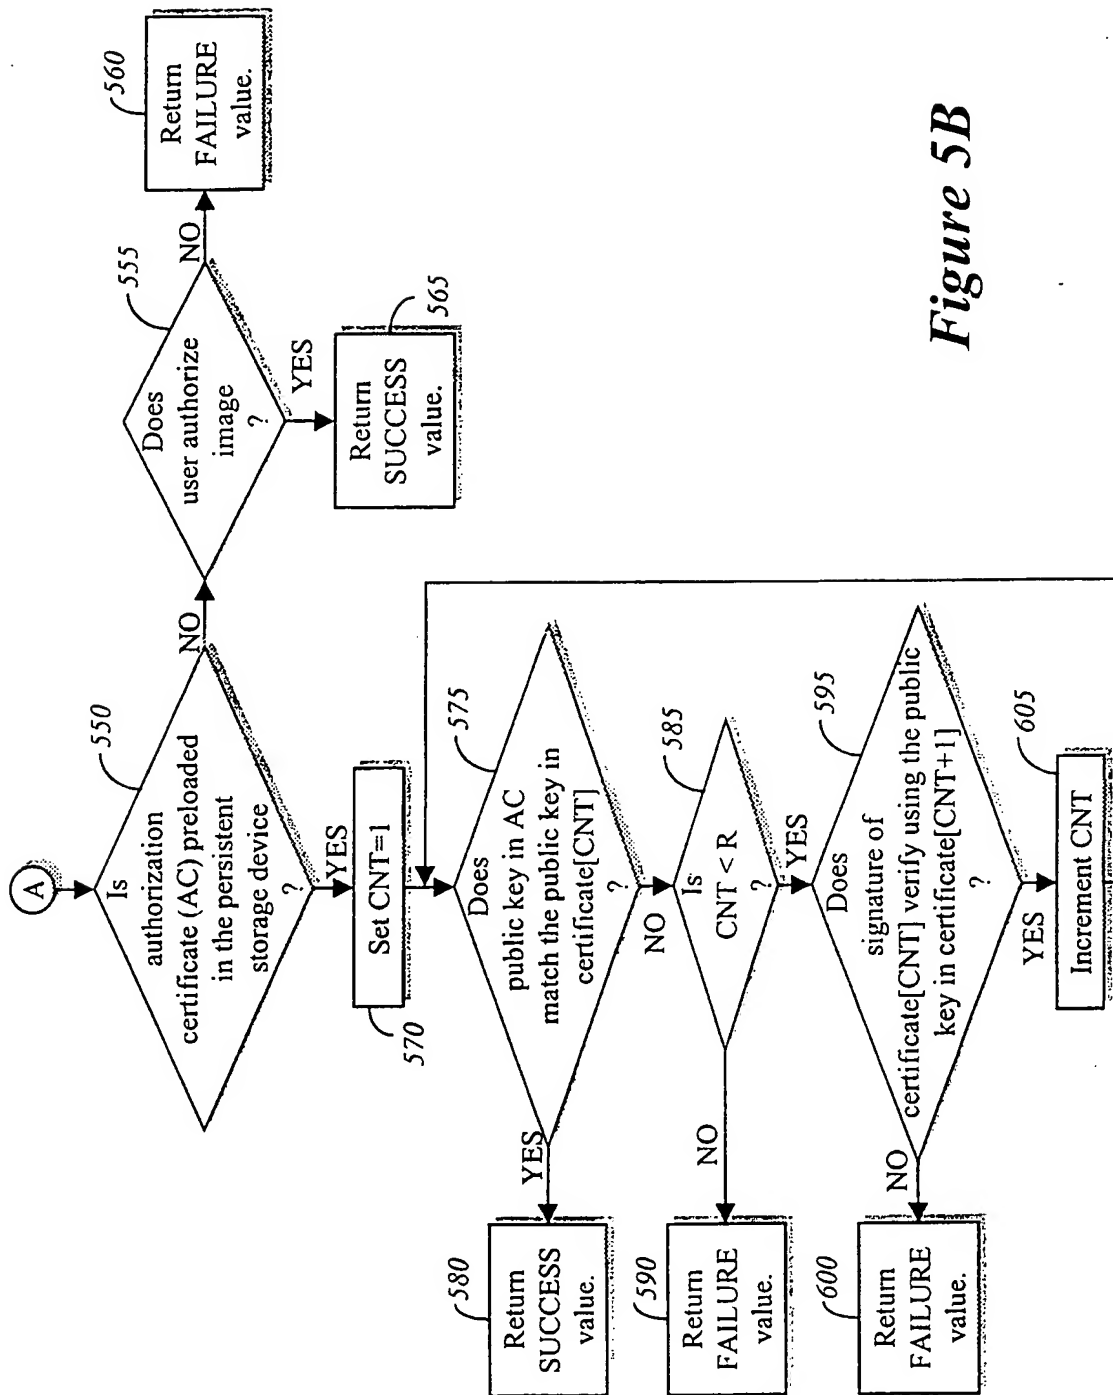 A
550
Is
authorization
certificate (AC) preloaded
in the persistent
storage device
?
NO
YES
555
Does
user authorize
image
?
NO
YES
560
Return
FAILURE
value.
565
Return
SUCCESS
value.
Set CNT=1
570
575
Does
public key in AC
match the public key in
certificate[CNT]
?
YES
NO
580
Return
SUCCESS
value.
585
Is
CNT < R
?
NO
YES
590
Return
FAILURE
value.
595
Does
signature of
certificate[CNT] verify using the public
key in certificate[CNT+1]
?
NO
YES
600
Return
FAILURE
value.
605
Increment CNT
Figure 5B